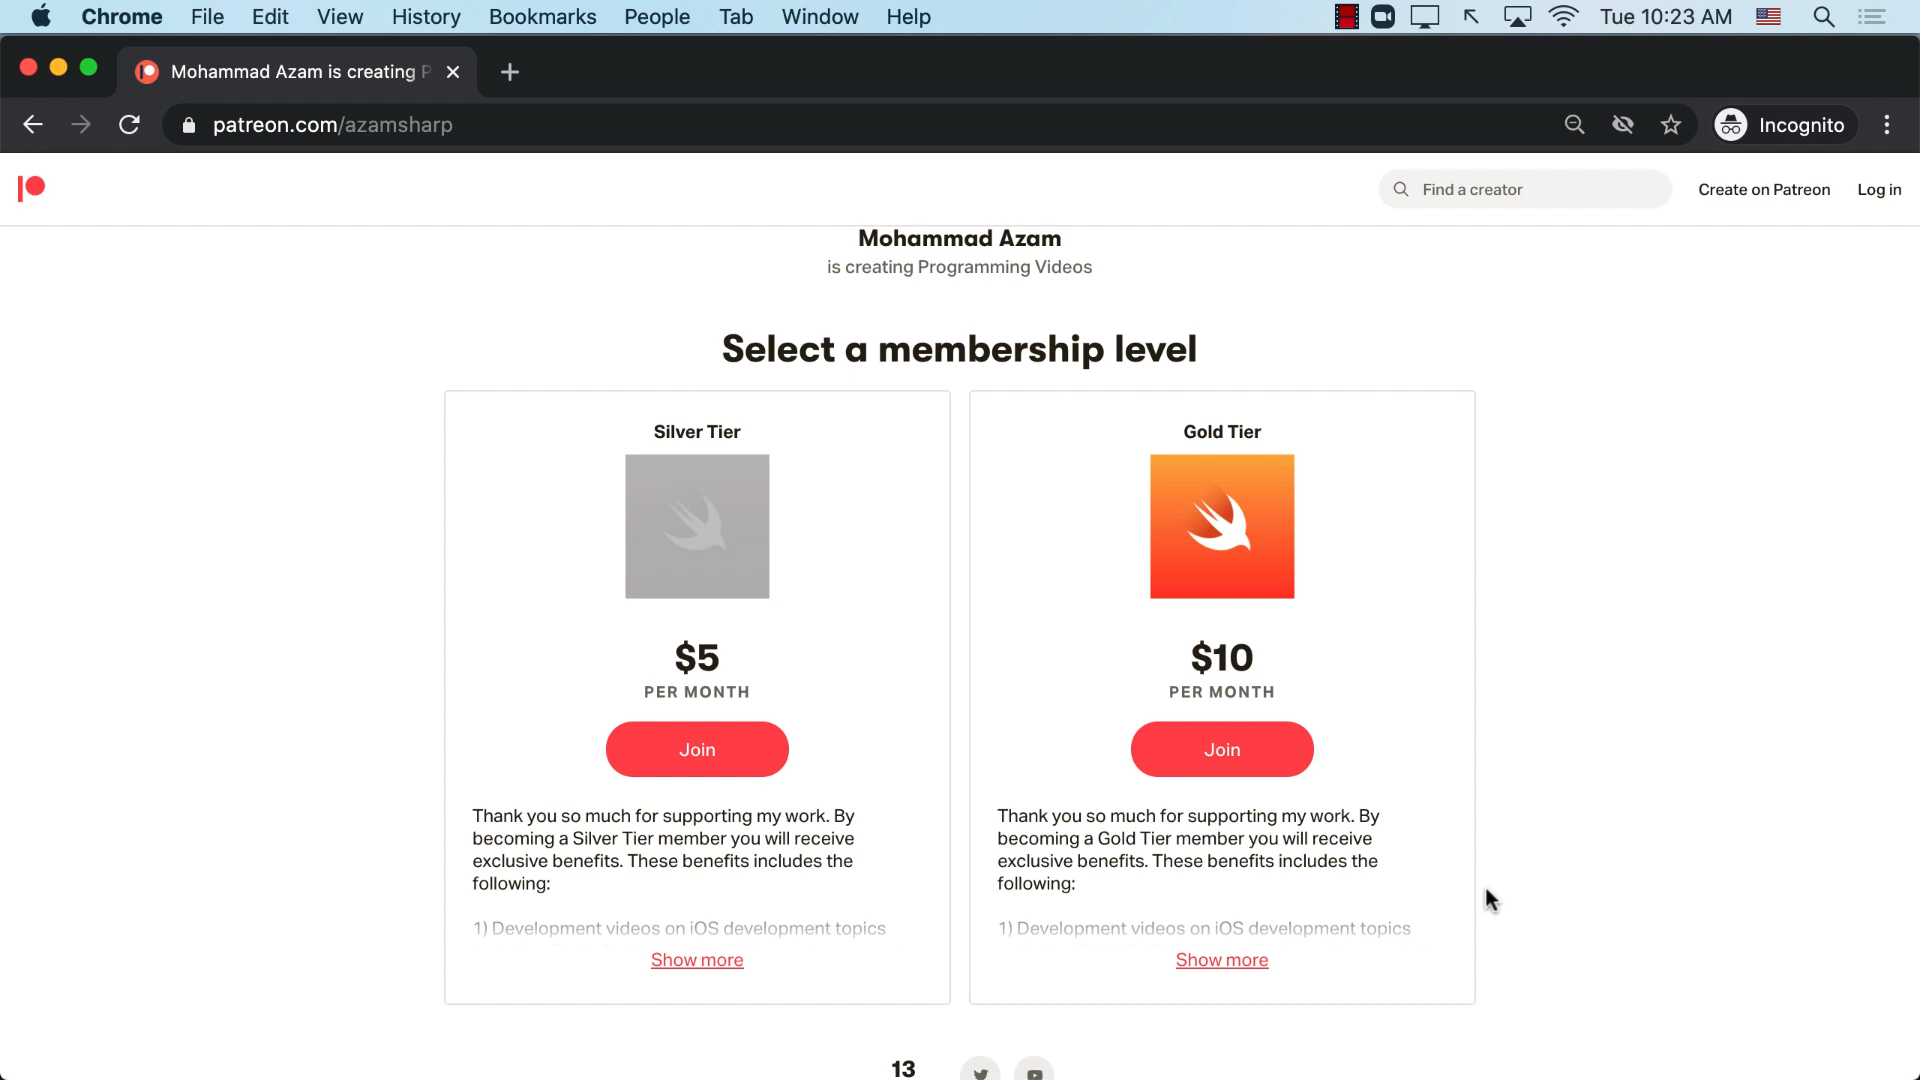 Chrome File Edit View History Bookmarks People Tab Window Help Tue 10:23 AM
Mohammad Azam is creating P
patreon.com/azamsharp Incognito
Find a creator Create on Patreon Log in
Mohammad Azam
is creating Programming Videos
Select a membership level
Silver Tier
$5
PER MONTH
Join
Thank you so much for supporting my work. By
becoming a Silver Tier member you will receive
exclusive benefits. These benefits includes the
following:
1) Development videos on iOS development topics
Show more
Gold Tier
$10
PER MONTH
Join
Thank you so much for supporting my work. By
becoming a Gold Tier member you will receive
exclusive benefits. These benefits includes the
following:
1) Development videos on iOS development topics
Show more
13